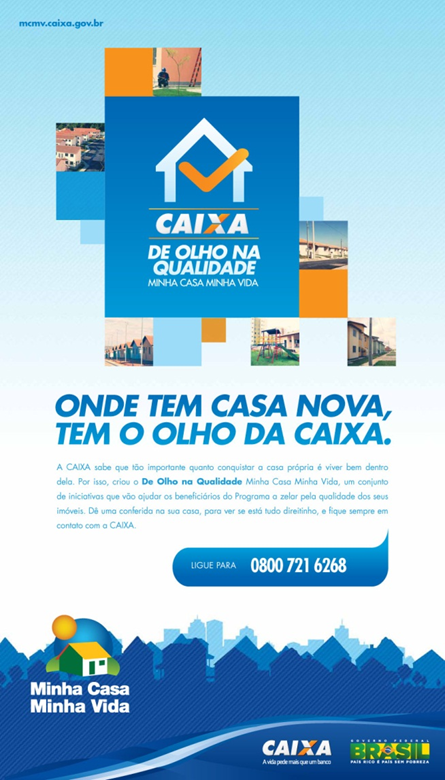 mcmv.caixa.gov.br
CAIXA
DE OLHO NA
QUALIDADE
MINHA CASA MINHA VIDA
ONDE TEM CASA NOVA,
TEM O OLHO DA CAIXA.
A CAIXA sabe que tão importante quanto conquistar a casa própria é viver bem dentro
dela. Por isso, criou o De Olho na Qualidade Minha Casa Minha Vida, um conjunto
de iniciativas que vão ajudar os beneficiários do Programa a zelar pela qualidade dos seus
imóveis. Dê uma conferida na sua casa, para ver se está tudo direitinho, e fique sempre em
contato com a CAIXA.
LIGUE PARA 0800 721 6268
Minha Casa
Minha Vida
CAIXA
A vida pede mais que um banco
GOVERNO FEDERAL
BRASIL
PAÍS RICO É PAÍS SEM POBREZA